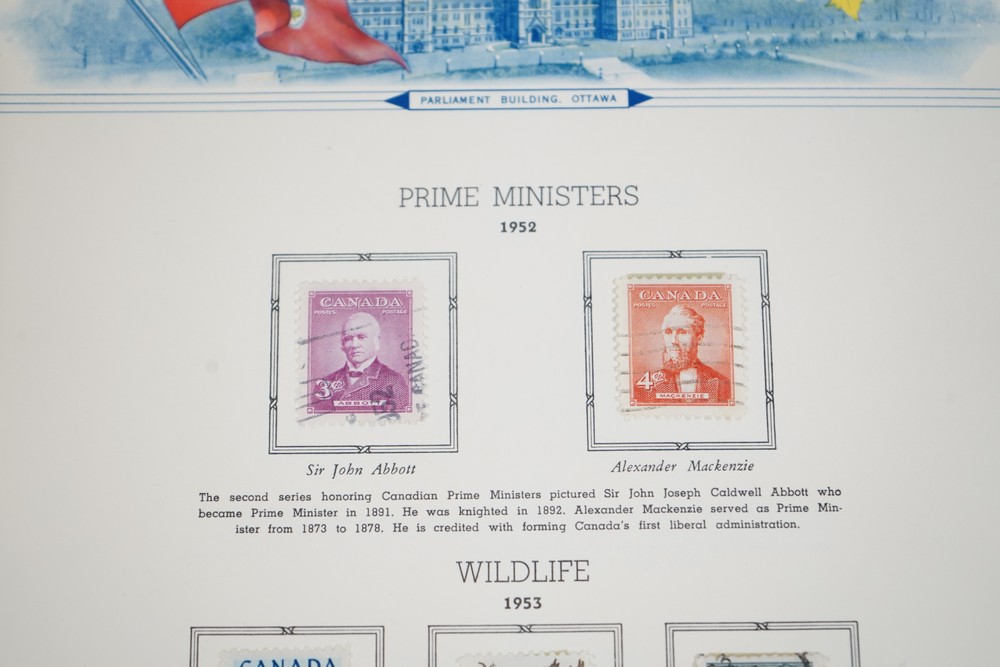 PARLIAMENT BUILDING, OTTAWA
PRIME MINISTERS
1952
CANADA
POSTES POSTAGE
3¢
ABBOTT
CANADA
POSTES POSTAGE
4¢
MACKENZIE
Sir John Abbott
Alexander Mackenzie
The second series honoring Canadian Prime Ministers pictured Sir John Joseph Caldwell Abbott who
became Prime Minister in 1891. He was knighted in 1892. Alexander Mackenzie served as Prime Min-
ister from 1873 to 1878. He is credited with forming Canada's first liberal administration.
WILDLIFE
1953
CANADA